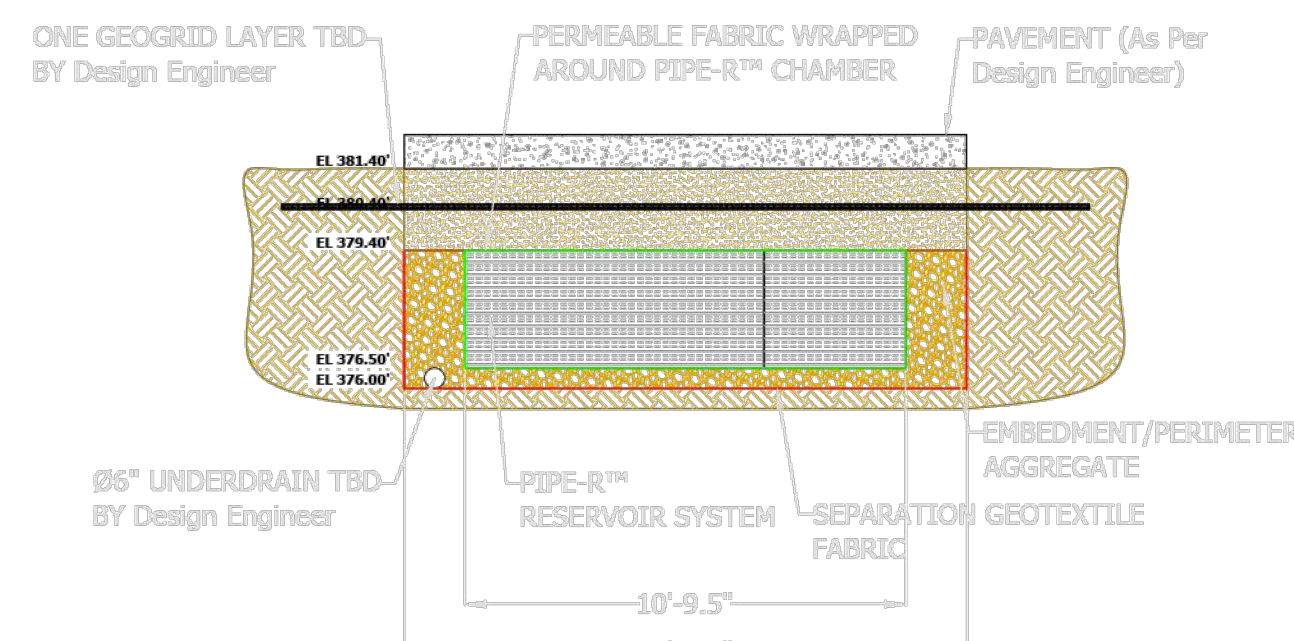 ONE GEOGRID LAYER TBD
BY Design Engineer
PERMEABLE FABRIC WRAPPED
AROUND PIPE-R™ CHAMBER
PAVEMENT (As Per
Design Engineer)
EL 381.40'
EL 380.40'
EL 379.40'
EL 376.50'
EL 376.00'
EMBEDMENT/PERIMETER
AGGREGATE
Ø6" UNDERDRAIN TBD
BY Design Engineer
PIPE-R™
RESERVOIR SYSTEM
SEPARATION GEOTEXTILE
FABRIC
10'-9.5"